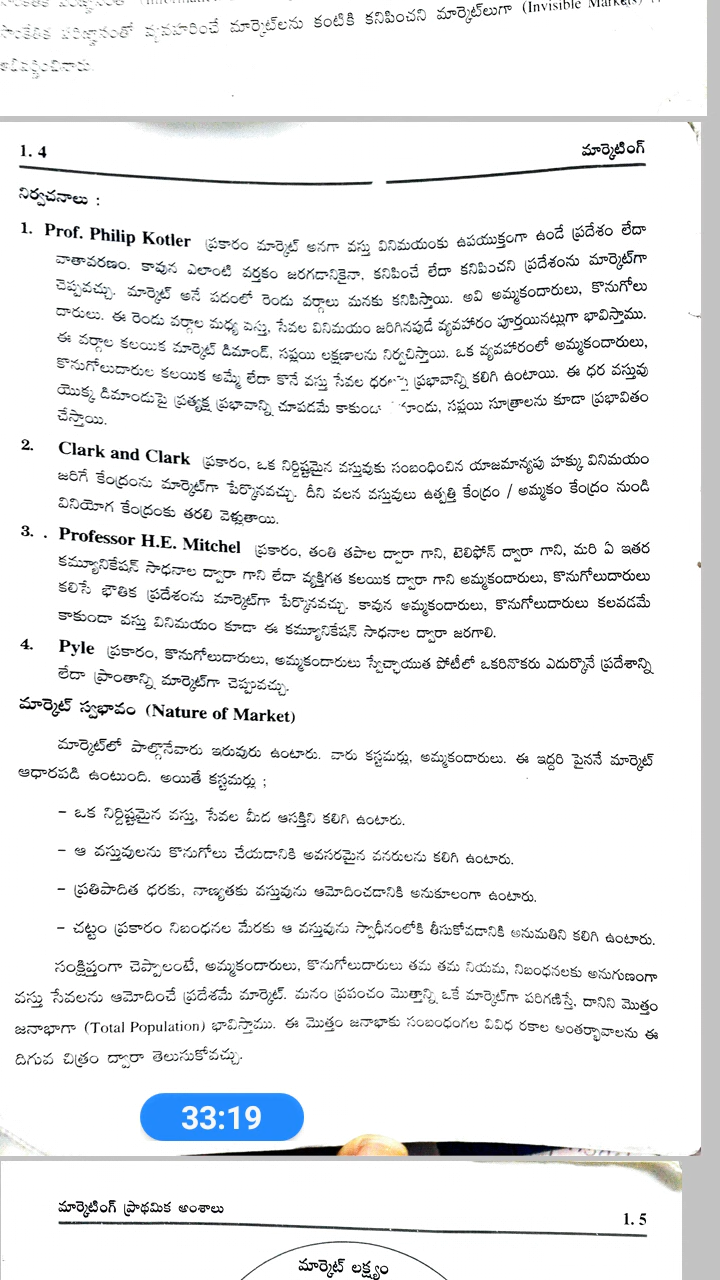 సాంకేతిక పరిజ్ఞానంతో వ్యవహరించే మార్కెట్‌లను కంటికి కనిపించని మార్కెట్‌లుగా (Invisible Markets)
అభివర్ణించినారు.
1. 4 మార్కెటింగ్
నిర్వచనాలు :
1. Prof. Philip Kotler ప్రకారం మార్కెట్ అనగా వస్తు వినిమయంకు ఉపయుక్తంగా ఉండే ప్రదేశం లేదా
వాతావరణం. కావున ఎలాంటి వర్తకం జరగడానికైనా, కనిపించే లేదా కనిపించని ప్రదేశంను మార్కెట్‌గా
చెప్పవచ్చు. మార్కెట్ అనే పదంలో రెండు వర్గాలు మనకు కనిపిస్తాయి. అవి అమ్మకందారులు, కొనుగోలు
దారులు. ఈ రెండు వర్గాల మధ్య వస్తు, సేవల వినిమయం జరిగినపుడే వ్యవహారం పూర్తయినట్లుగా భావిస్తాము.
ఈ వర్గాల కలయిక మార్కెట్ డిమాండ్, సప్లయి లక్షణాలను నిర్వచిస్తాయి. ఒక వ్యవహారంలో అమ్మకందారులు,
కొనుగోలుదారుల కలయిక అమ్మే లేదా కొనే వస్తు సేవల ధరలపై ప్రభావాన్ని కలిగి ఉంటాయి. ఈ ధర వస్తువు
యొక్క డిమాండుపై ప్రత్యక్ష ప్రభావాన్ని చూపడమే కాకుండా సప్లయి సూత్రాలను కూడా ప్రభావితం
చేస్తాయి.
2. Clark and Clark ప్రకారం, ఒక నిర్దిష్టమైన వస్తువుకు సంబంధించిన యాజమాన్యపు హక్కు వినిమయం
జరిగే కేంద్రంను మార్కెట్‌గా పేర్కొనవచ్చు. దీని వలన వస్తువులు ఉత్పత్తి కేంద్రం / అమ్మకం కేంద్రం నుండి
వినియోగ కేంద్రంకు తరలి వెళ్లుతాయి.
3. . Professor H.E. Mitchel ప్రకారం, తంతి తపాల ద్వారా గాని, టెలిఫోన్ ద్వారా గాని, మరి ఏ ఇతర
కమ్యూనికేషన్ సాధనాల ద్వారా గాని లేదా వ్యక్తిగత కలయిక ద్వారా గాని అమ్మకందారులు, కొనుగోలుదారులు
కలిసే భౌతిక ప్రదేశంను మార్కెట్‌గా పేర్కొనవచ్చు. కావున అమ్మకందారులు, కొనుగోలుదారులు కలవడమే
కాకుండా వస్తు వినిమయం కూడా ఈ కమ్యూనికేషన్ సాధనాల ద్వారా జరగాలి.
4. Pyle ప్రకారం, కొనుగోలుదారులు, అమ్మకందారులు స్వేచ్ఛాయుత పోటీలో ఒకరినొకరు ఎదుర్కొనే ప్రదేశాన్ని
లేదా ప్రాంతాన్ని మార్కెట్‌గా చెప్పువచ్చు.
మార్కెట్ స్వభావం (Nature of Market)
మార్కెట్‌లో పాల్గొనేవారు ఇరువురు ఉంటారు. వారు కస్టమర్లు, అమ్మకందారులు. ఈ ఇద్దరి పైననే మార్కెట్
ఆధారపడి ఉంటుంది. అయితే కస్టమర్లు ;
– ఒక నిర్దిష్టమైన వస్తు, సేవల మీద ఆసక్తిని కలిగి ఉంటారు.
– ఆ వస్తువులను కొనుగోలు చేయడానికి అవసరమైన వనరులను కలిగి ఉంటారు.
– ప్రతిపాదిత ధరకు, నాణ్యతకు వస్తువును ఆమోదించడానికి అనుకూలంగా ఉంటారు.
– చట్టం ప్రకారం నిబంధనల మేరకు ఆ వస్తువును స్వాధీనంలోకి తీసుకోవడానికి అనుమతిని కలిగి ఉంటారు.
సంక్షిప్తంగా చెప్పాలంటే, అమ్మకందారులు, కొనుగోలుదారులు తమ తమ నియమ, నిబంధనలకు అనుగుణంగా
వస్తు సేవలను ఆమోదించే ప్రదేశమే మార్కెట్. మనం ప్రపంచం మొత్తాన్ని ఒకే మార్కెట్‌గా పరిగణిస్తే, దానిని మొత్తం
జనాభాగా (Total Population) భావిస్తాము. ఈ మొత్తం జనాభాకు సంబంధంగల వివిధ రకాల అంతర్భావాలను ఈ
దిగువ చిత్రం ద్వారా తెలుసుకోవచ్చు.
33:19
మార్కెటింగ్ ప్రాథమిక అంశాలు 1. 5
మార్కెట్ లక్ష్యం